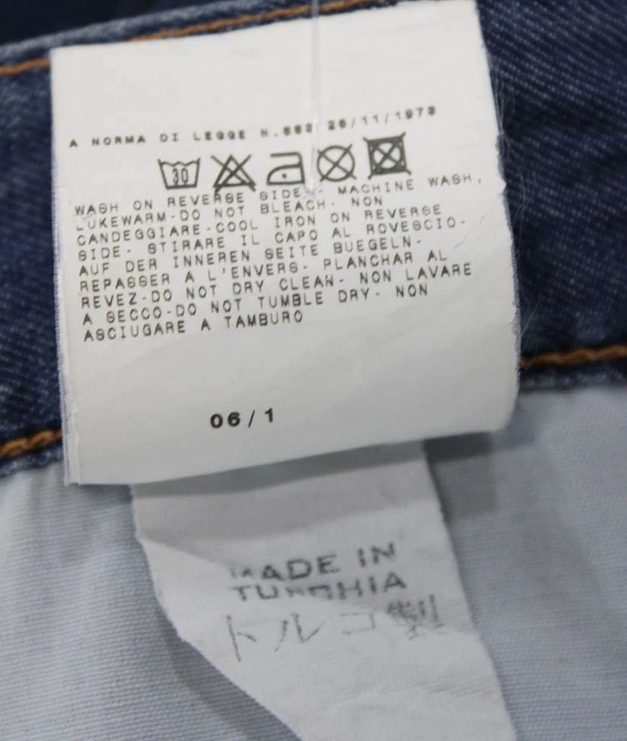 A NORMA DI LEGGE N.883 26/11/1973
30
WASH ON REVERSE SIDE- MACHINE WASH.
LUKEWARM-DO NOT BLEACH- NON
CANDEGGIARE-COOL IRON ON REVERSE
SIDE- STIRARE IL CAPO AL ROVESCIO-
AUF DER INNEREN SEITE BUEGELN-
REPASSER A L'ENVERS- PLANCHAR AL
REVEZ-DO NOT DRY CLEAN- NON LAVARE
A SECCO-DO NOT TUMBLE DRY- NON
ASCIUGARE A TAMBURO
06/1
MADE IN
TURCHIA
トルコ製